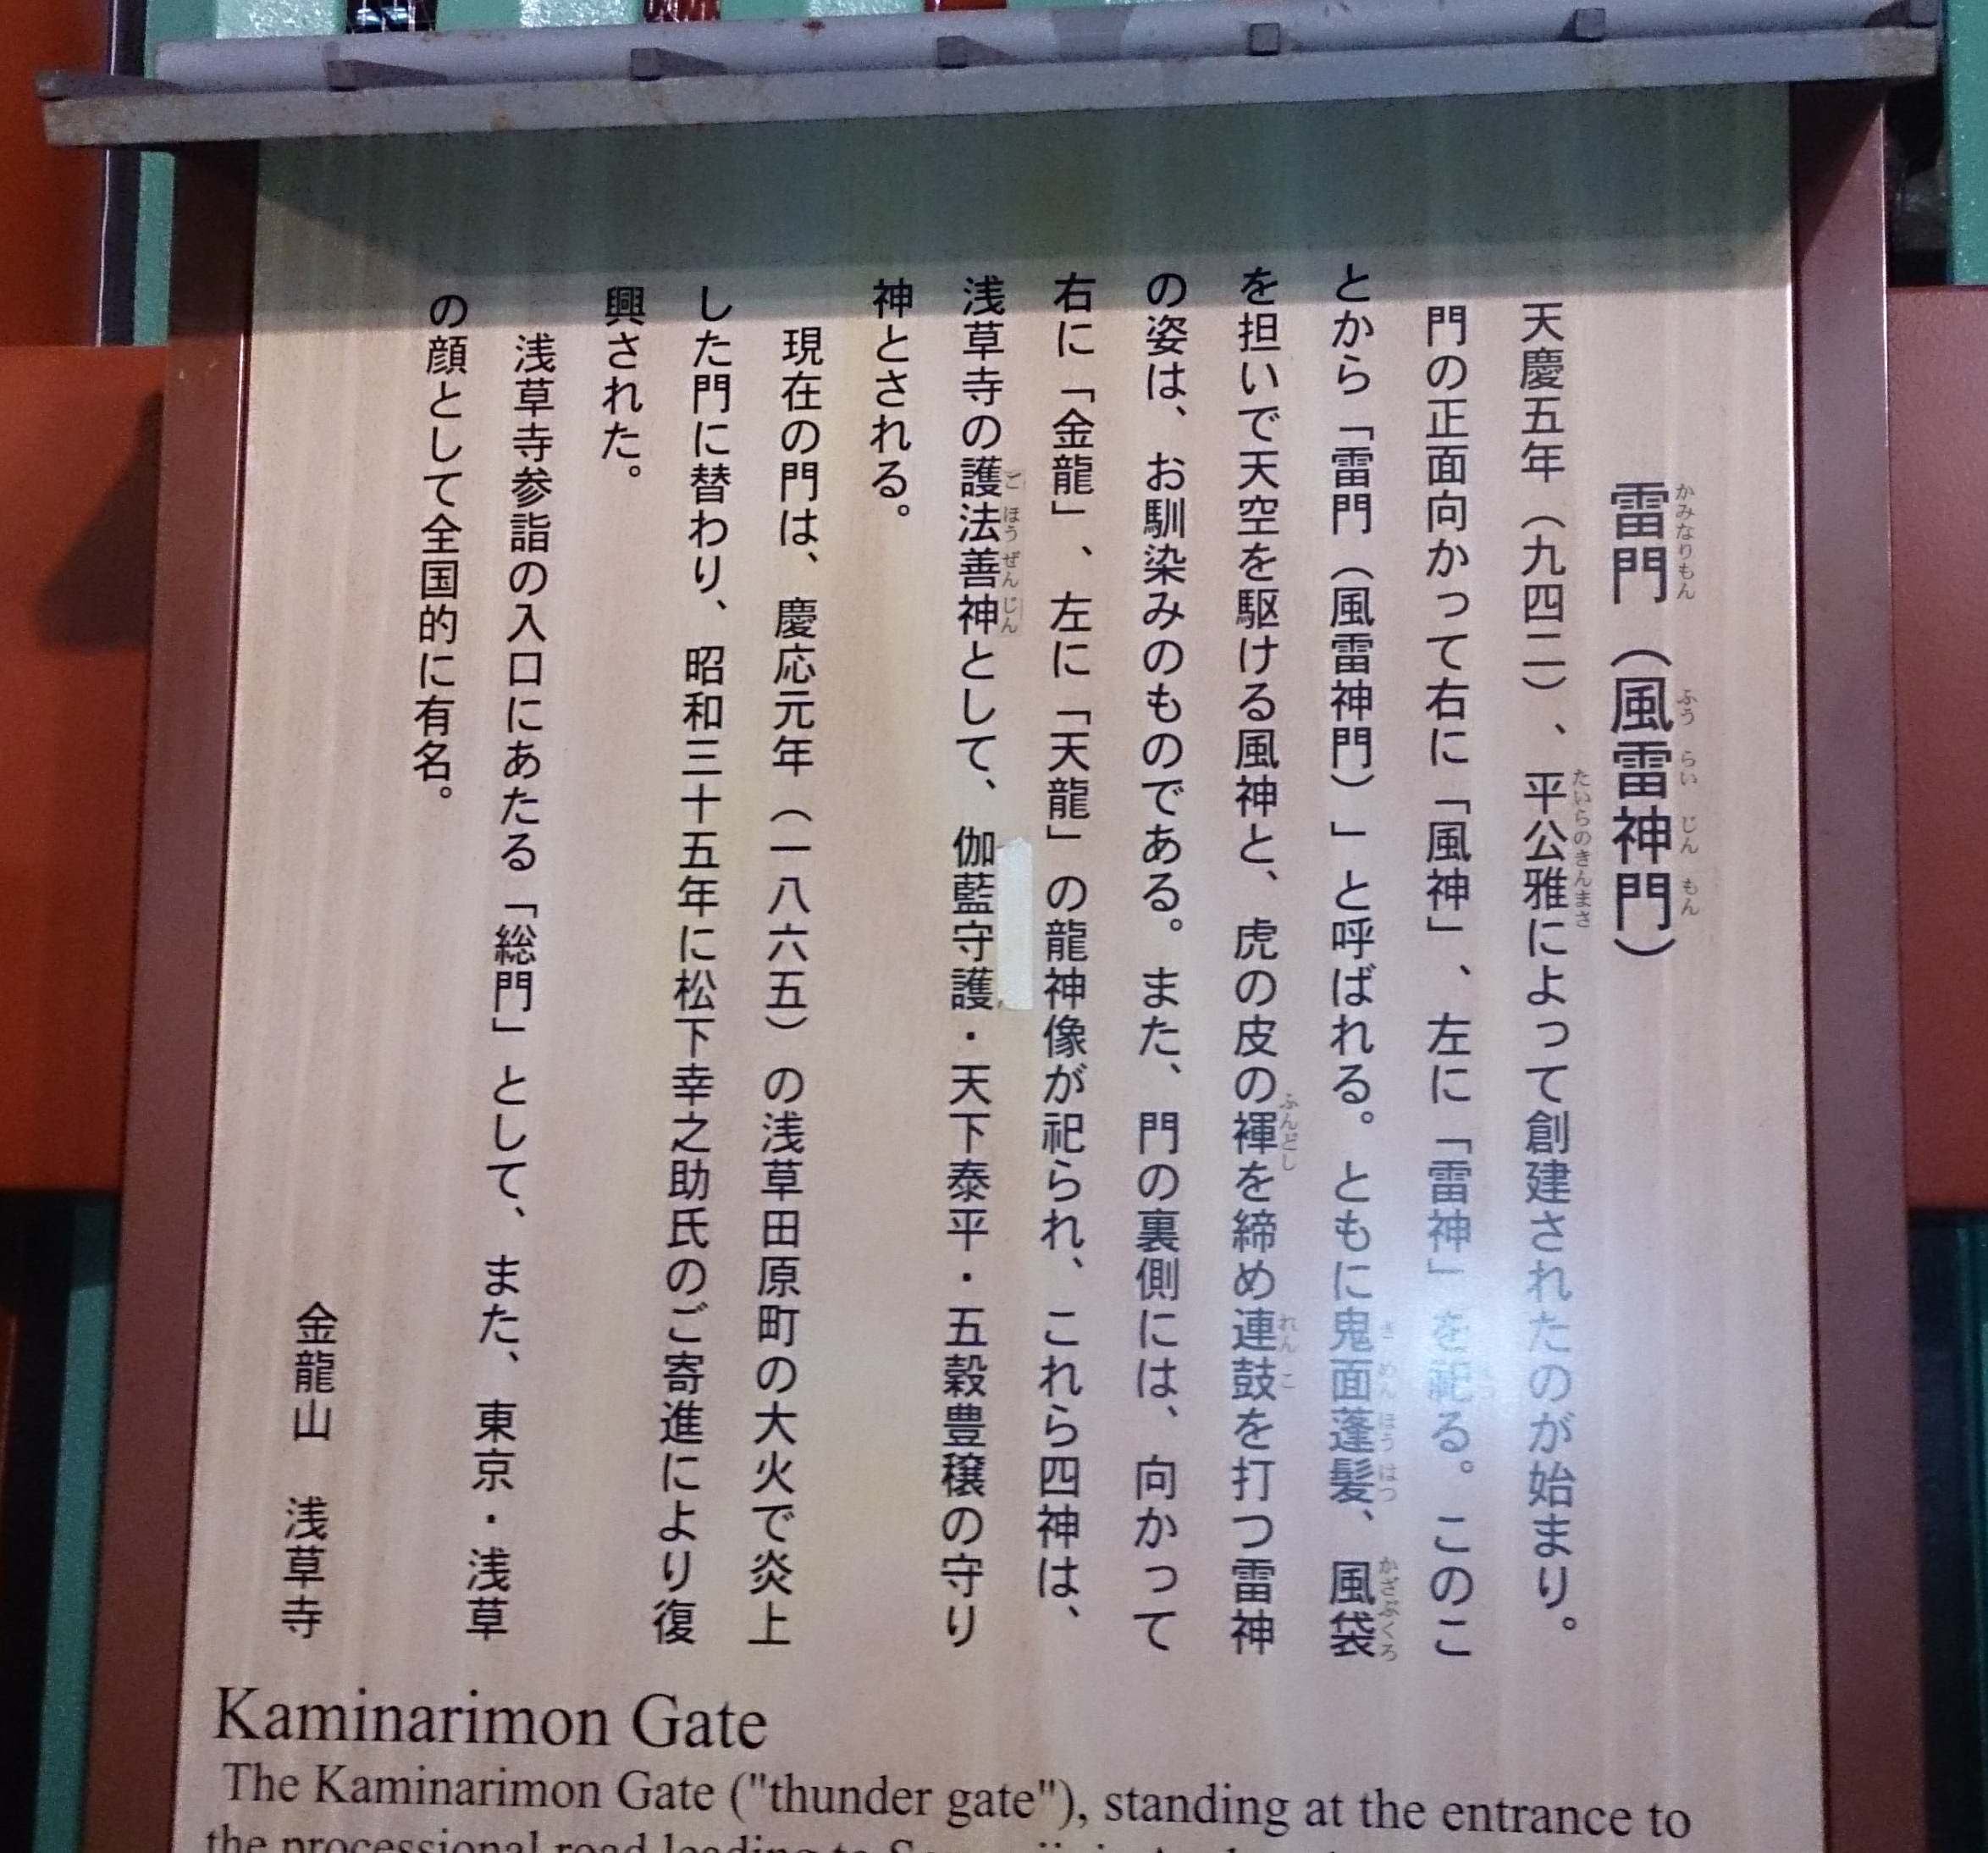 雷門（風雷神門）
天慶五年（九四二）、平公雅によって創建されたのが始まり。
門の正面向かって右に「風神」、左に「雷神」を祀る。このこ
とから「雷門（風雷神門）」と呼ばれる。ともに鬼面蓬髪、風袋
を担いで天空を駆ける風神と、虎の皮の褌を締め連鼓を打つ雷神
の姿は、お馴染みのものである。また、門の裏側には、向かって
右に「金龍」、左に「天龍」の龍神像が祀られ、これら四神は、
浅草寺の護法善神として、伽藍守護・天下泰平・五穀豊穣の守り
神とされる。
現在の門は、慶応元年（一八六五）の浅草田原町の大火で炎上
した門に替わり、昭和三十五年に松下幸之助氏のご寄進により復
興された。
浅草寺参詣の入口にあたる「総門」として、また、東京・浅草
の顔として全国的に有名。
金龍山 浅草寺
Kaminarimon Gate
The Kaminarimon Gate ("thunder gate"), standing at the entrance to
the processional road leading to